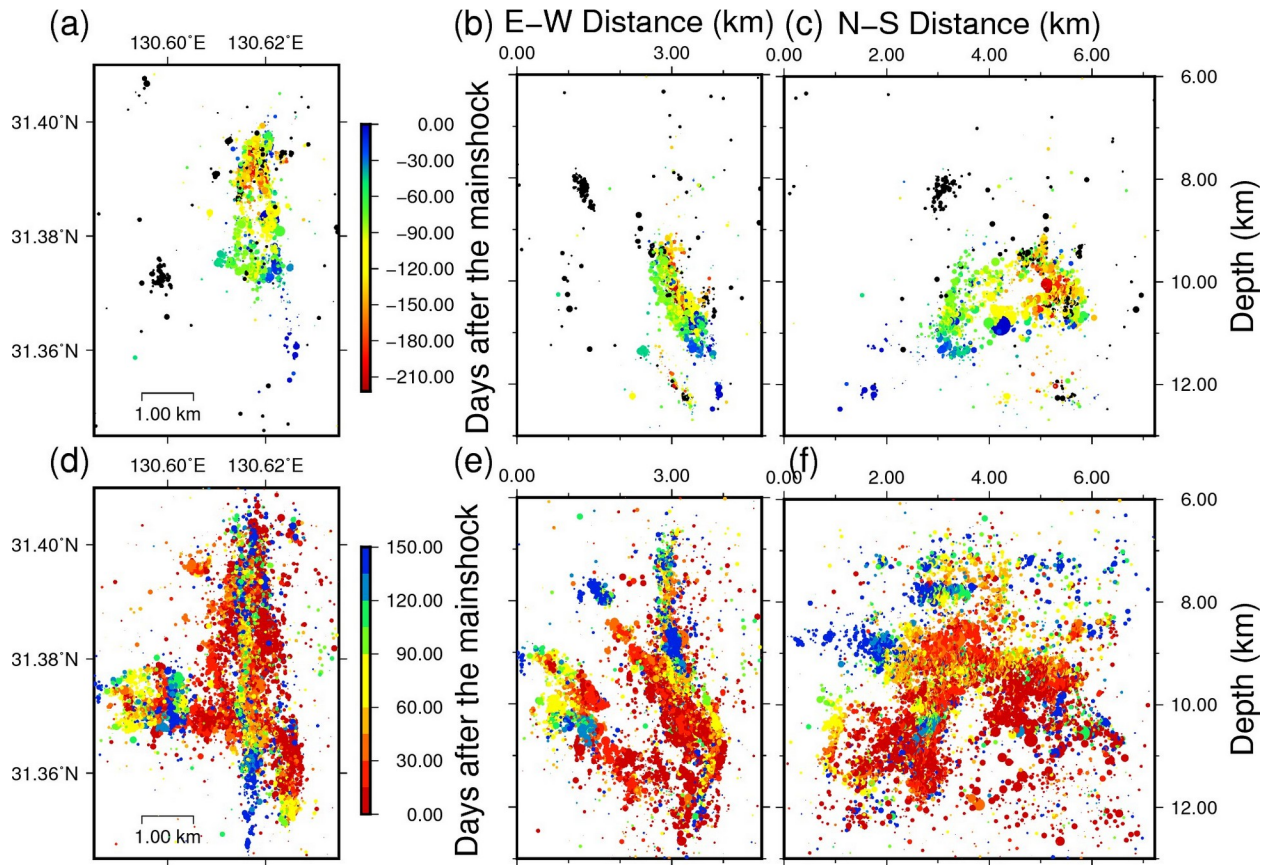 (a)
(b) E–W Distance (km)
(c) N–S Distance (km)
130.60°E 130.62°E
0.00 3.00
0.00 2.00 4.00 6.00
31.40°N
31.38°N
31.36°N
1.00 km
0.00
−30.00
−60.00
−90.00
−120.00
−150.00
−180.00
−210.00
Days after the mainshock
6.00
8.00
10.00
12.00
Depth (km)
(d)
(e)
(f)
130.60°E 130.62°E
0.00 3.00
0.00 2.00 4.00 6.00
31.40°N
31.38°N
31.36°N
1.00 km
150.00
120.00
90.00
60.00
30.00
0.00
Days after the mainshock
6.00
8.00
10.00
12.00
Depth (km)